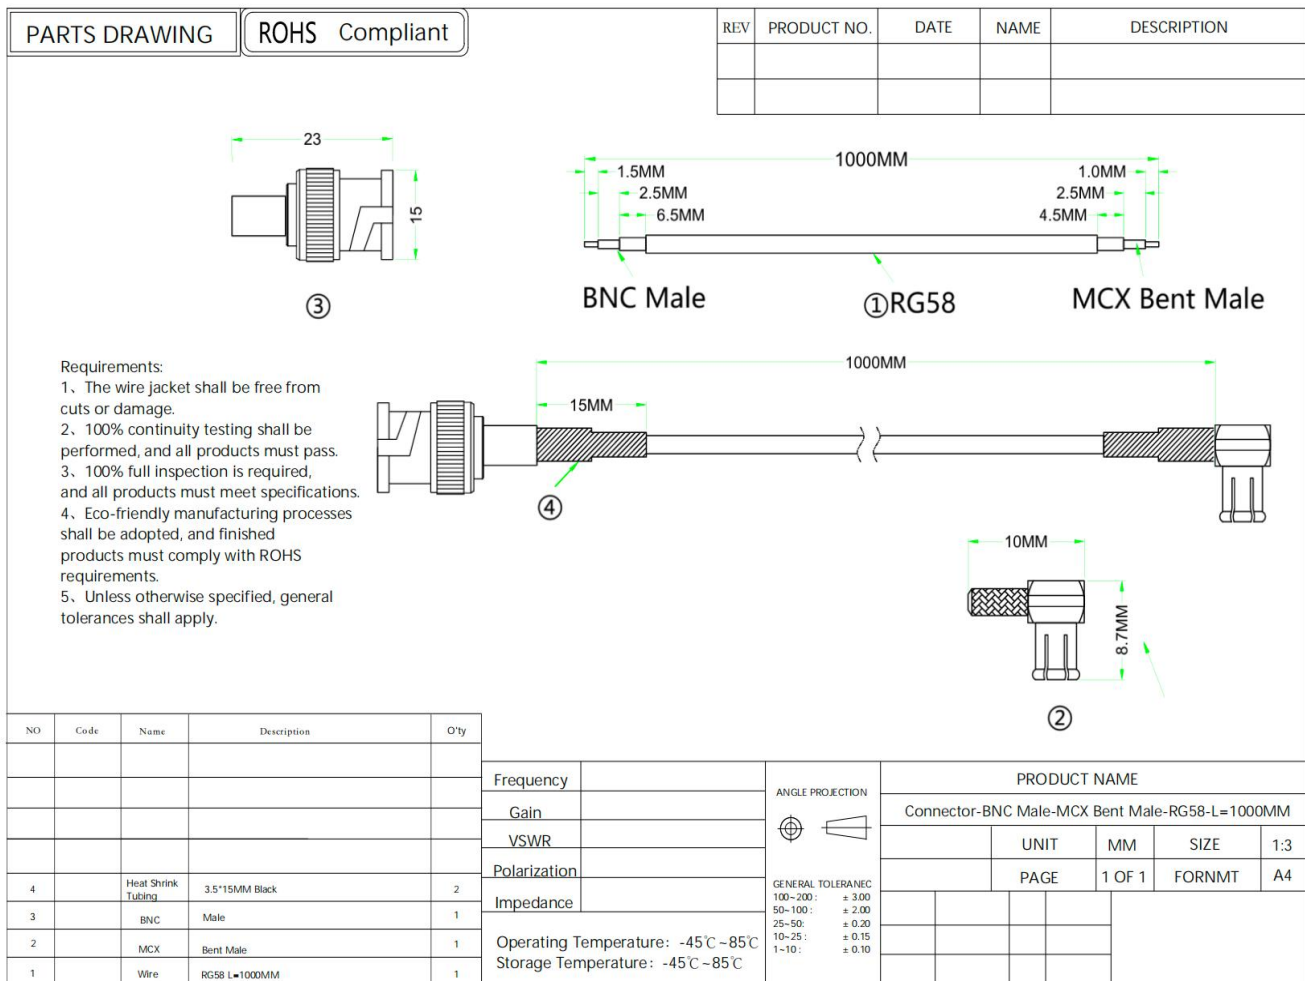 PARTS DRAWING
ROHS Compliant
REV PRODUCT NO. DATE NAME DESCRIPTION
23
15
③
1000MM
1.5MM 1.0MM
2.5MM 2.5MM
6.5MM 4.5MM
BNC Male ①RG58 MCX Bent Male
Requirements:
1、The wire jacket shall be free from
cuts or damage.
2、100% continuity testing shall be
performed, and all products must pass.
3、100% full inspection is required,
and all products must meet specifications.
4、Eco-friendly manufacturing processes
shall be adopted, and finished
products must comply with ROHS
requirements.
5、Unless otherwise specified, general
tolerances shall apply.
1000MM
15MM
④
10MM
8.7MM
②
NO Code Name Description O'ty
4 Heat Shrink Tubing 3.5*15MM Black 2
3 BNC Male 1
2 MCX Bent Male 1
1 Wire RG58 L=1000MM 1
Frequency
Gain
VSWR
Polarization
Impedance
Operating Temperature: -45℃~85℃
Storage Temperature: -45℃~85℃
ANGLE PROJECTION
GENERAL TOLERANEC
100~200 : ± 3.00
50~100 : ± 2.00
25~50: ± 0.20
10~25 : ± 0.15
1~10 : ± 0.10
PRODUCT NAME
Connector-BNC Male-MCX Bent Male-RG58-L=1000MM
UNIT MM SIZE 1:3
PAGE 1 OF 1 FORNMT A4